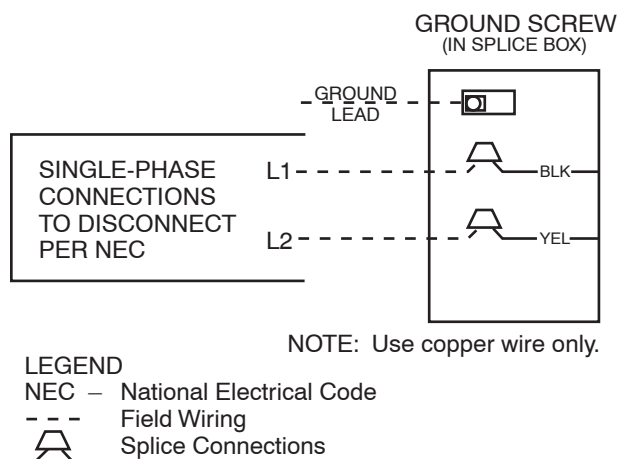 GROUND SCREW
(IN SPLICE BOX)
GROUND
LEAD
SINGLE-PHASE
CONNECTIONS
TO DISCONNECT
PER NEC
L1
BLK
L2
YEL
NOTE: Use copper wire only.
LEGEND
NEC – National Electrical Code
Field Wiring
Splice Connections